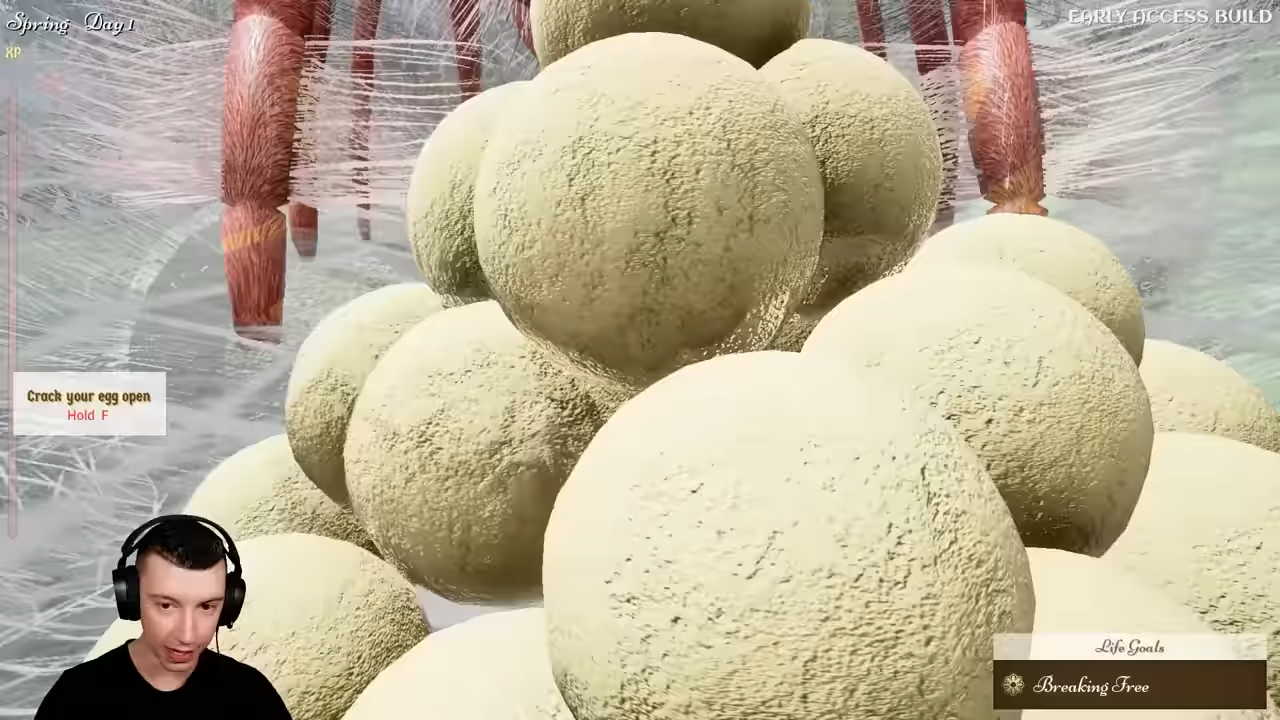 Spring Day 1
EARLY ACCESS BUILD
XP
Crack your egg open
Hold F
Life Goals
Breaking Free